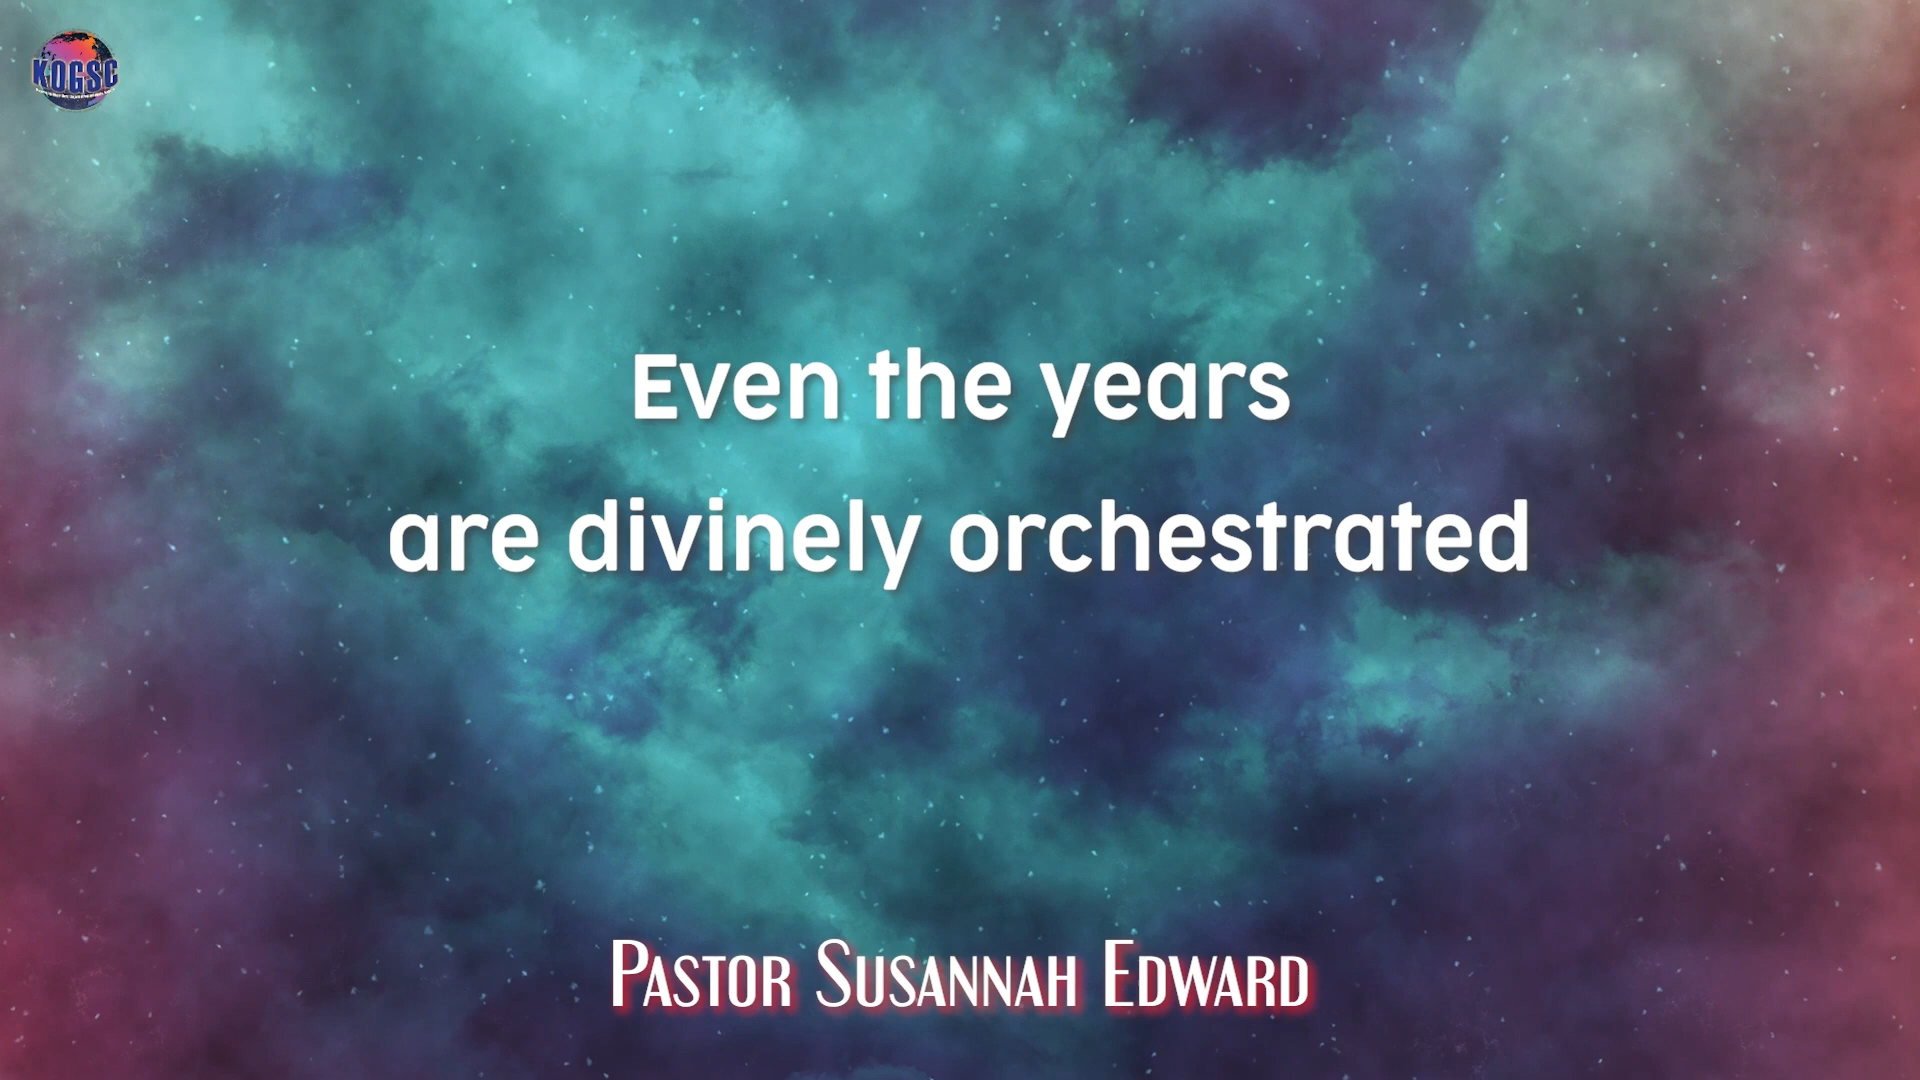 KOGSC
Even the years
are divinely orchestrated
Pastor Susannah Edward